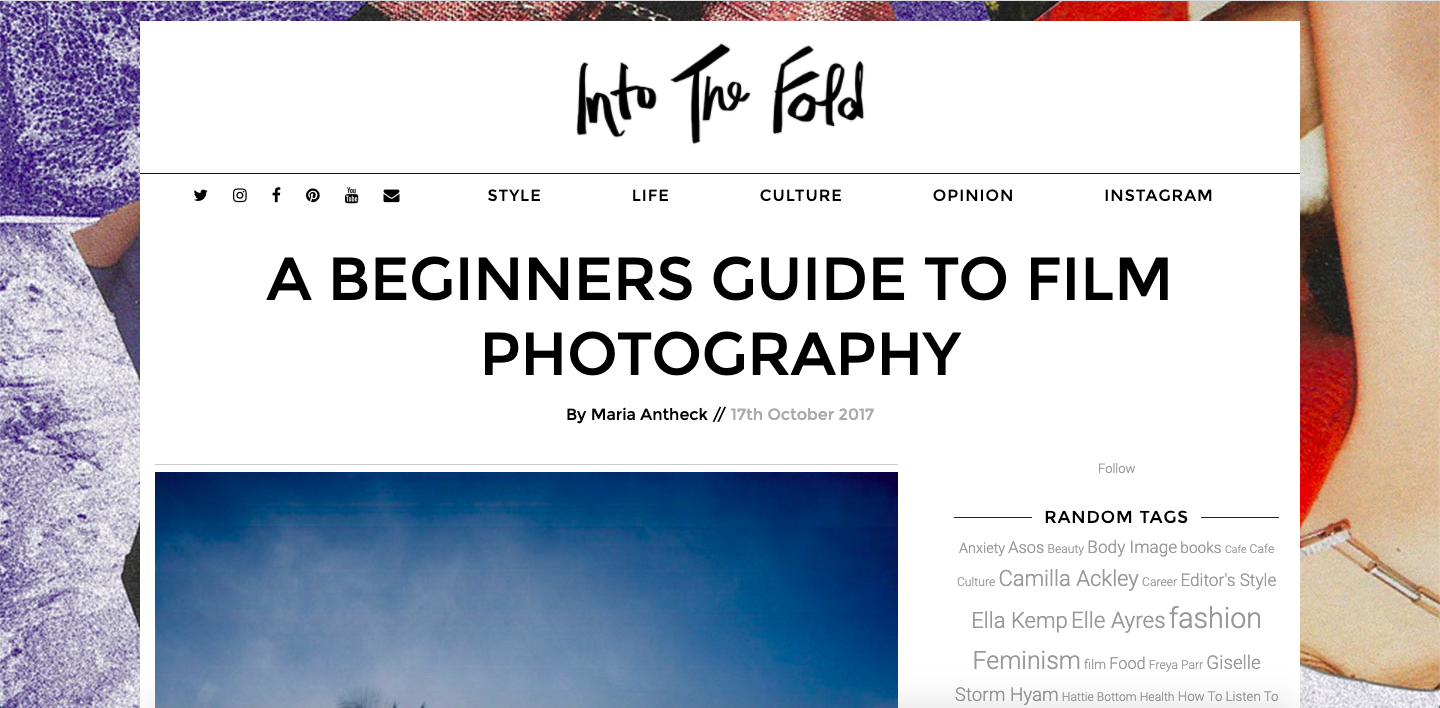 Into The Fold
STYLE LIFE CULTURE OPINION INSTAGRAM
A BEGINNERS GUIDE TO FILM
PHOTOGRAPHY
By Maria Antheck // 17th October 2017
Follow
RANDOM TAGS
Anxiety Asos Beauty Body Image books Cafe Cafe
Culture Camilla Ackley Career Editor's Style
Ella Kemp Elle Ayres fashion
Feminism film Food Freya Parr Giselle
Storm Hyam Hattie Bottom Health How To Listen To